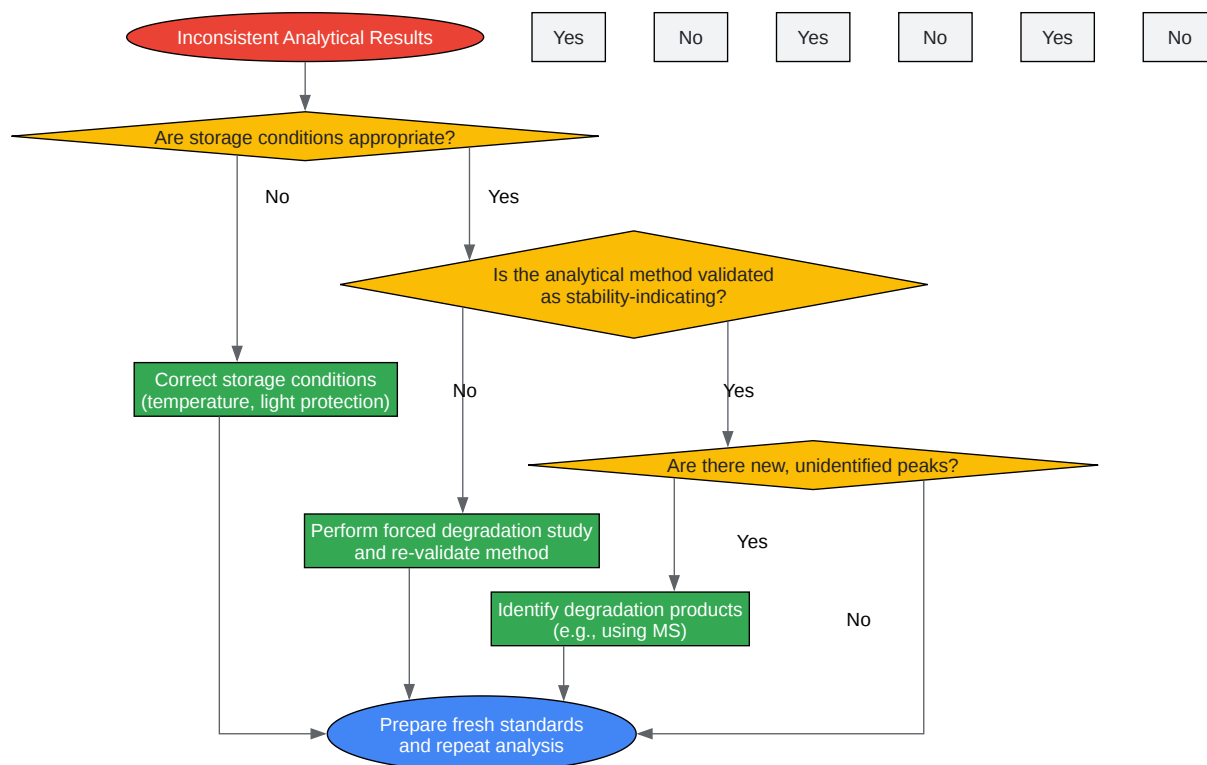 Inconsistent Analytical Results
Yes
No
Yes
No
Yes
No
Are storage conditions appropriate?
No
Yes
Is the analytical method validated
as stability-indicating?
Correct storage conditions
(temperature, light protection)
No
Yes
Are there new, unidentified peaks?
Perform forced degradation study
and re-validate method
Yes
Identify degradation products
(e.g., using MS)
No
Prepare fresh standards
and repeat analysis